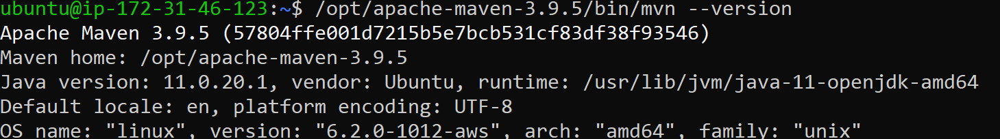 ubuntu@ip-172-31-46-123:~$ /opt/apache-maven-3.9.5/bin/mvn --version
Apache Maven 3.9.5 (57804ffe001d7215b5e7bcb531cf83df38f93546)
Maven home: /opt/apache-maven-3.9.5
Java version: 11.0.20.1, vendor: Ubuntu, runtime: /usr/lib/jvm/java-11-openjdk-amd64
Default locale: en, platform encoding: UTF-8
OS name: "linux", version: "6.2.0-1012-aws", arch: "amd64", family: "unix"